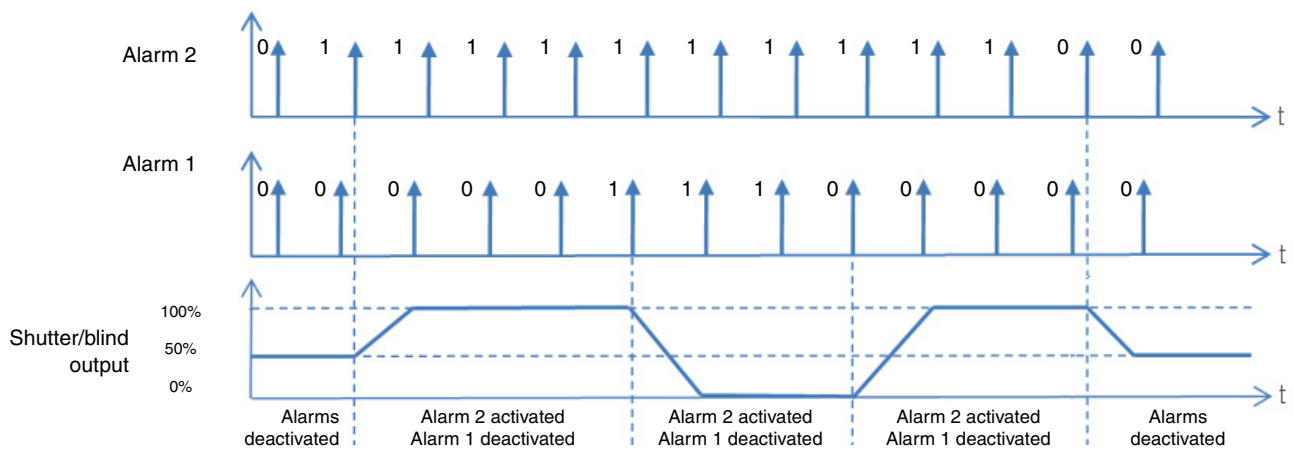 Alarm 2
0 1 1 1 1 1 1 1 1 1 1 0 0
t
Alarm 1
0 0 0 0 0 1 1 1 0 0 0 0 0
t
Shutter/blind
output
100%
50%
0%
t
Alarms
deactivated
Alarm 2 activated
Alarm 1 deactivated
Alarm 2 activated
Alarm 1 deactivated
Alarm 2 activated
Alarm 1 deactivated
Alarms
deactivated